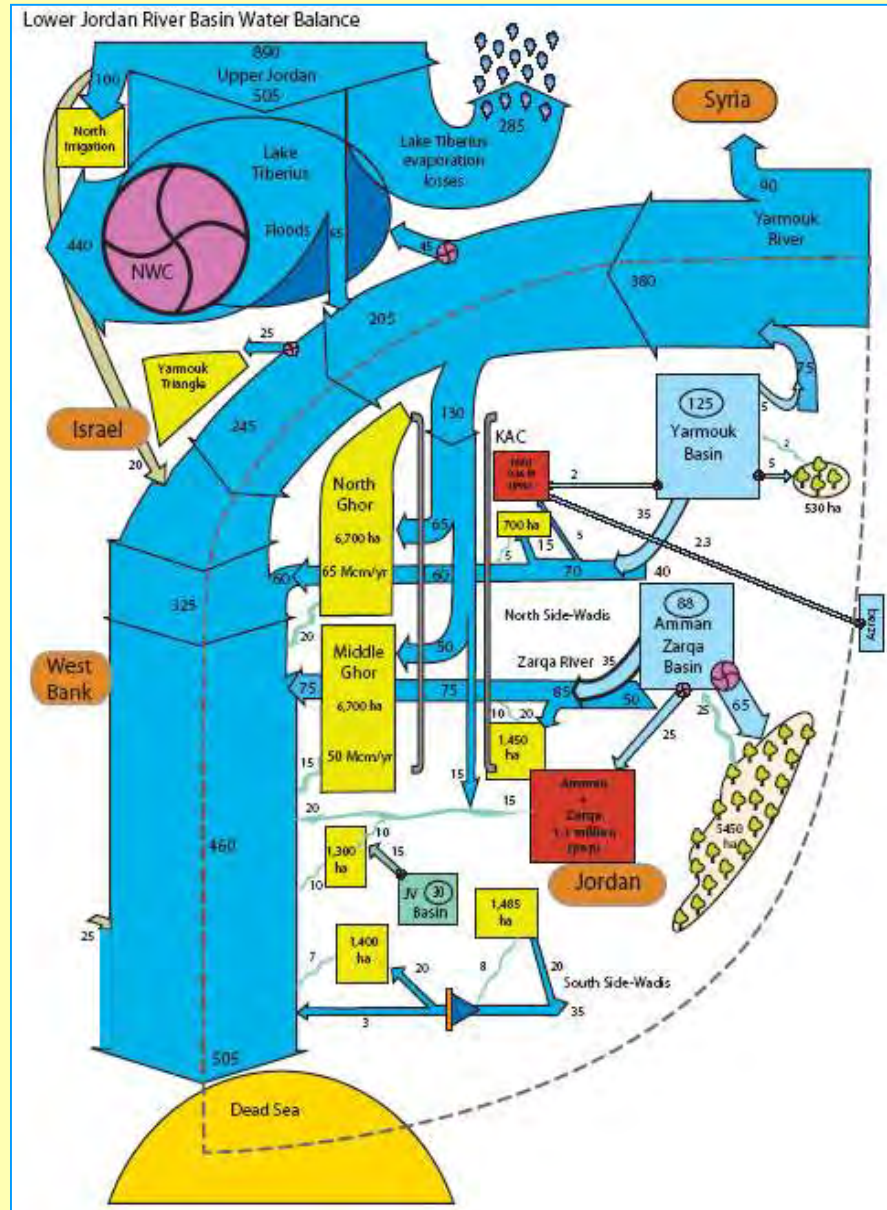 Lower Jordan River Basin Water Balance
890
Upper Jordan
505
100
North
Irrigation
285
Lake Tiberius
evaporation
losses
Syria
90
Yarmouk
River
380
Lake
Tiberius
Floods
65
45
440
NWC
205
25
Yarmouk
Triangle
75
Israel
245
20
130
KAC
125
Yarmouk
Basin
5
2
5
530 ha
2
35
North
Ghor
6,700 ha
65 Mcm/yr
65
700 ha
5
15
5
2.3
60
60
70
40
325
20
North Side-Wadis
88
Amman
Zarqa
Basin
Azraq
West
Bank
Middle
Ghor
6,700 ha
50 Mcm/yr
50
Zarqa River
35
75
75
85
50
65
10
20
25
25
1,450
ha
15
15
Amman
+
Zarqa
15
20
5450
ha
460
10
1,300
ha
15
10
JV
30
Basin
Jordan
1,485
ha
25
1,400
ha
7
20
8
20
South Side-Wadis
3
35
505
Dead Sea